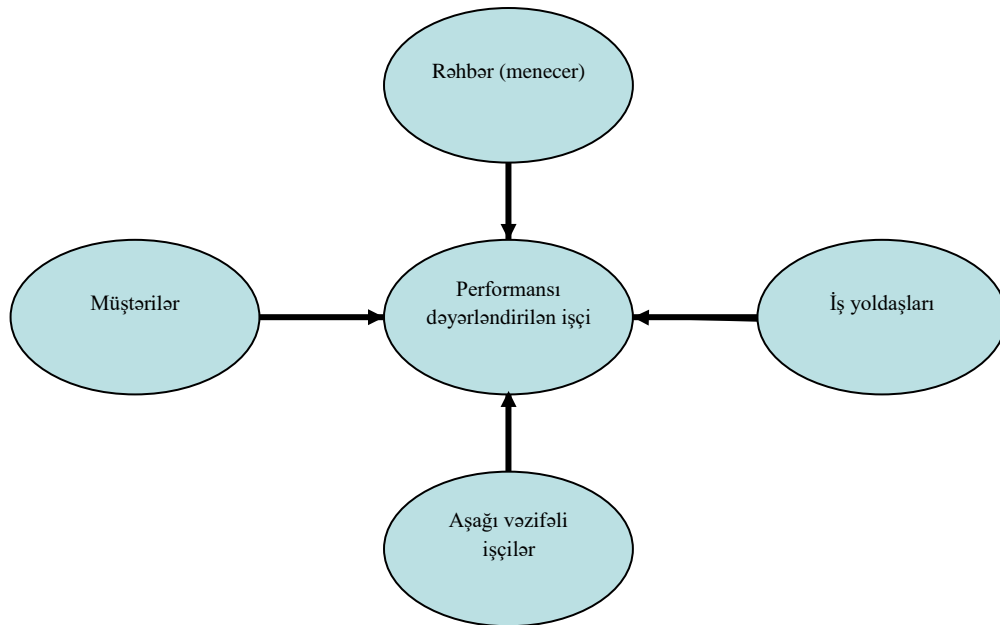 Rəhbər (menecer)
Müştərilər
Performansı
dəyərləndirilən işçi
İş yoldaşları
Aşağı vəzifəli
işçilər